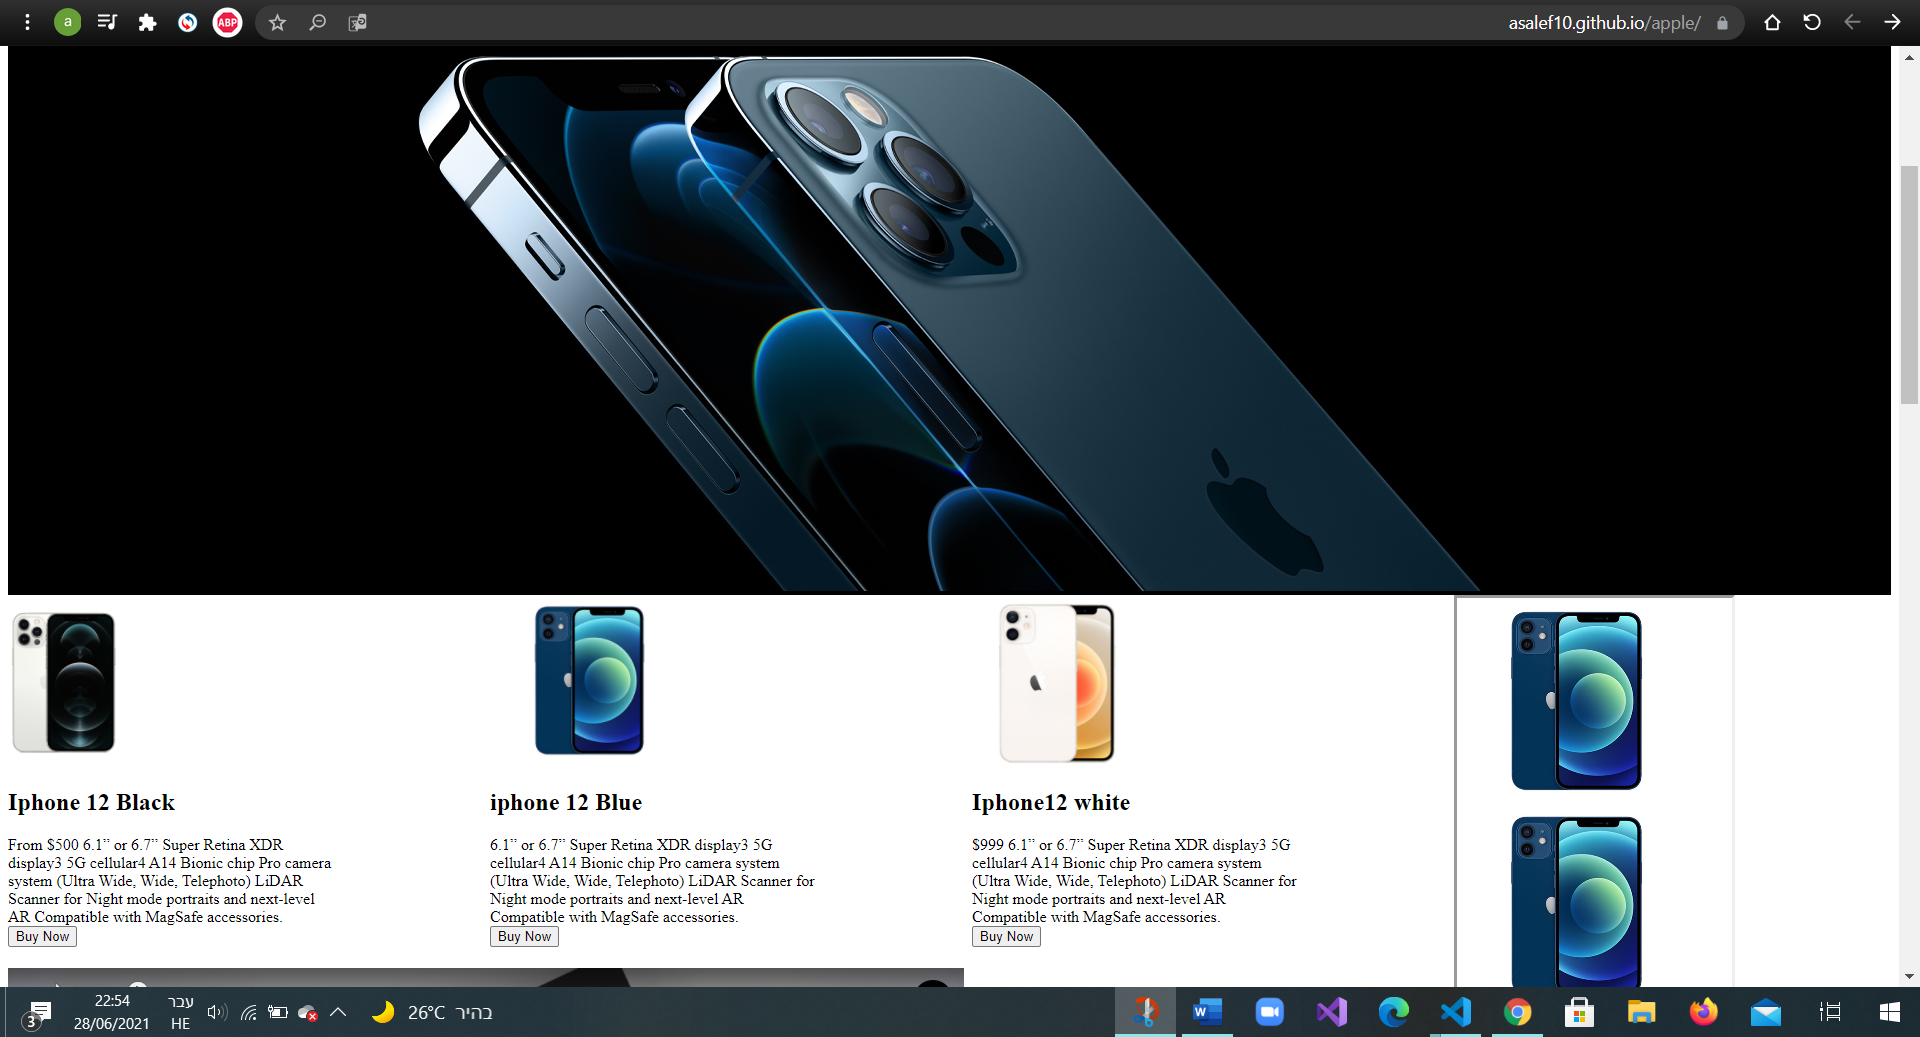 a
ABP
asalef10.github.io/apple/
Iphone 12 Black
From $500 6.1” or 6.7” Super Retina XDR
display3 5G cellular4 A14 Bionic chip Pro camera
system (Ultra Wide, Wide, Telephoto) LiDAR
Scanner for Night mode portraits and next-level
AR Compatible with MagSafe accessories.
Buy Now
iphone 12 Blue
6.1” or 6.7” Super Retina XDR display3 5G
cellular4 A14 Bionic chip Pro camera system
(Ultra Wide, Wide, Telephoto) LiDAR Scanner for
Night mode portraits and next-level AR
Compatible with MagSafe accessories.
Buy Now
Iphone12 white
$999 6.1” or 6.7” Super Retina XDR display3 5G
cellular4 A14 Bionic chip Pro camera system
(Ultra Wide, Wide, Telephoto) LiDAR Scanner for
Night mode portraits and next-level AR
Compatible with MagSafe accessories.
Buy Now
3
22:54
28/06/2021
עבר
HE
26°C בהיר
W